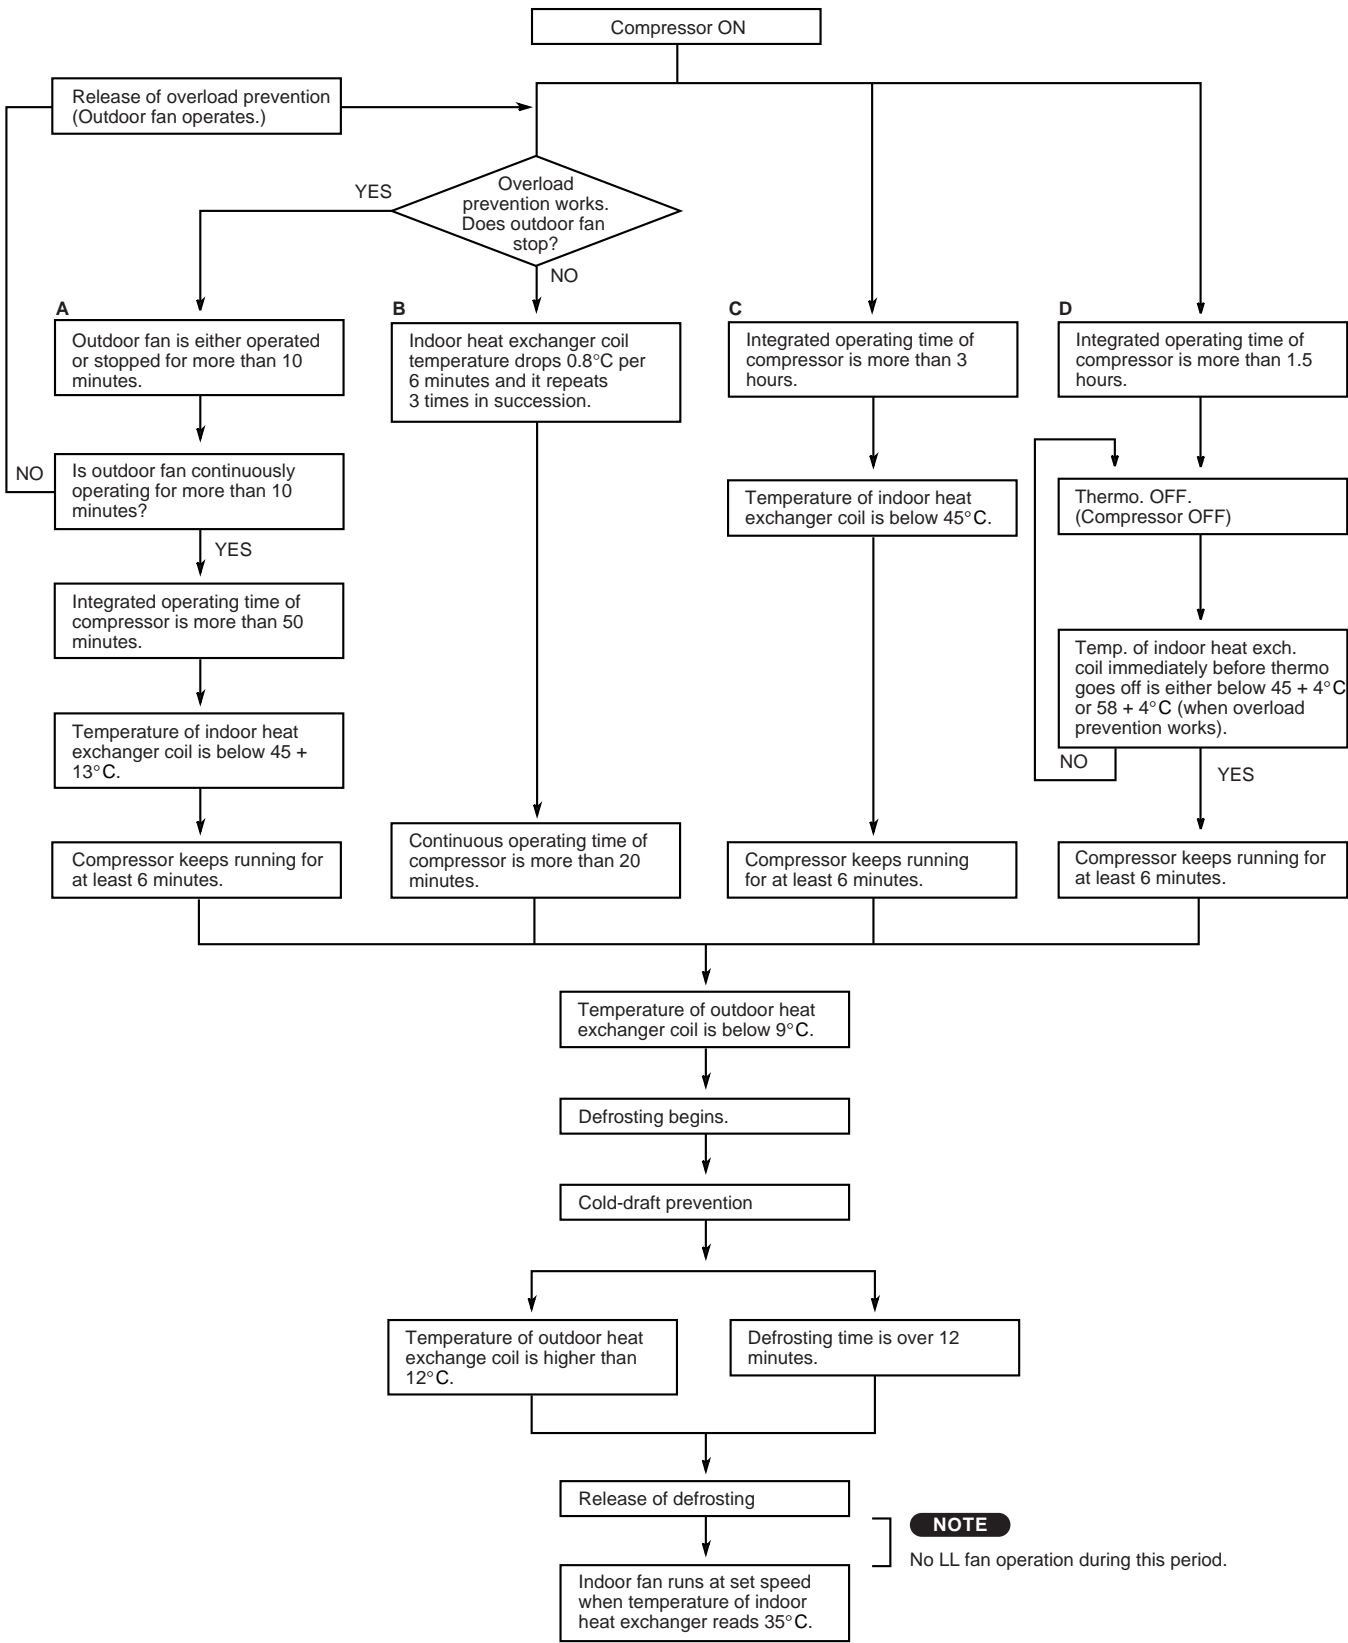 Compressor ON
Release of overload prevention
(Outdoor fan operates.)
YES
Overload
prevention works.
Does outdoor fan
stop?
NO
A
Outdoor fan is either operated
or stopped for more than 10
minutes.
NO
Is outdoor fan continuously
operating for more than 10
minutes?
YES
Integrated operating time of
compressor is more than 50
minutes.
Temperature of indoor heat
exchanger coil is below 45 +
13°C.
Compressor keeps running for
at least 6 minutes.
B
Indoor heat exchanger coil
temperature drops 0.8°C per
6 minutes and it repeats
3 times in succession.
Continuous operating time of
compressor is more than 20
minutes.
C
Integrated operating time of
compressor is more than 3
hours.
Temperature of indoor heat
exchanger coil is below 45°C.
Compressor keeps running
for at least 6 minutes.
D
Integrated operating time of
compressor is more than 1.5
hours.
Thermo. OFF.
(Compressor OFF)
Temp. of indoor heat exch.
coil immediately before thermo
goes off is either below 45 + 4°C
or 58 + 4°C (when overload
prevention works).
NO
YES
Compressor keeps running for
at least 6 minutes.
Temperature of outdoor heat
exchanger coil is below 9°C.
Defrosting begins.
Cold-draft prevention
Temperature of outdoor heat
exchange coil is higher than
12°C.
Defrosting time is over 12
minutes.
Release of defrosting
NOTE
No LL fan operation during this period.
Indoor fan runs at set speed
when temperature of indoor
heat exchanger reads 35°C.